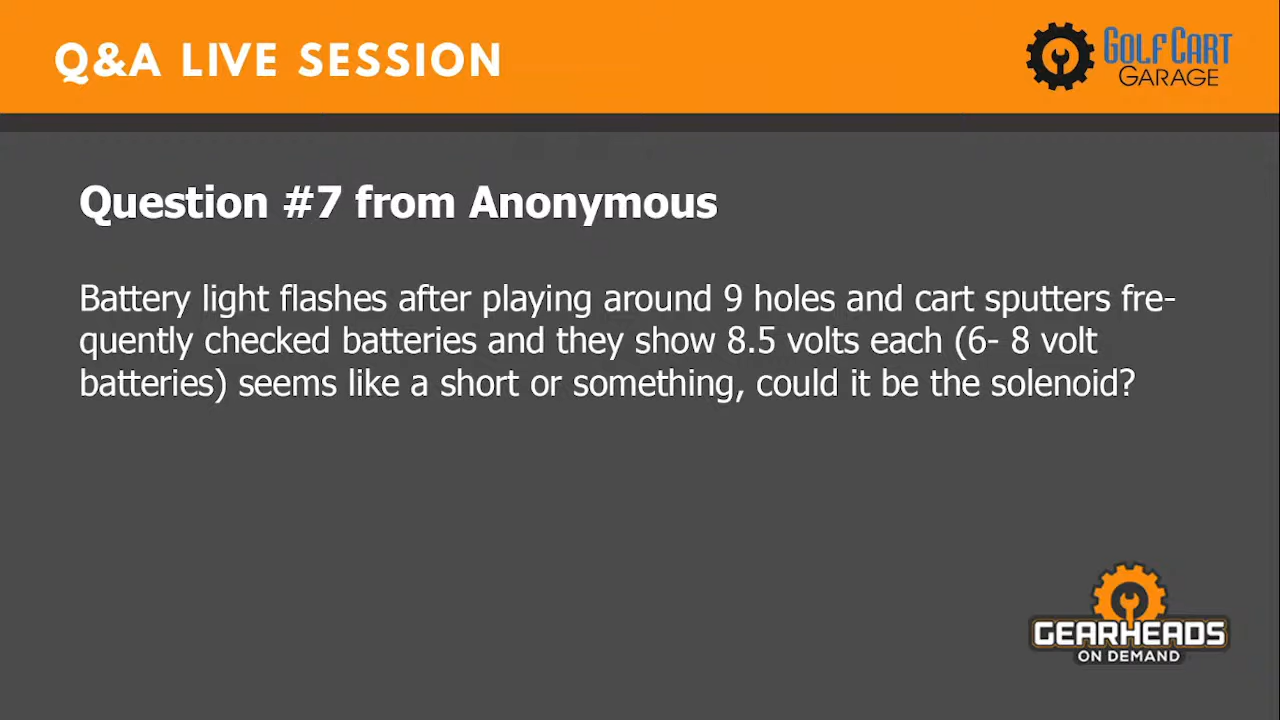 Q&A LIVE SESSION
GOLF CART
GARAGE
Question #7 from Anonymous
Battery light flashes after playing around 9 holes and cart sputters fre-
quently checked batteries and they show 8.5 volts each (6- 8 volt
batteries) seems like a short or something, could it be the solenoid?
GEARHEADS
ON DEMAND